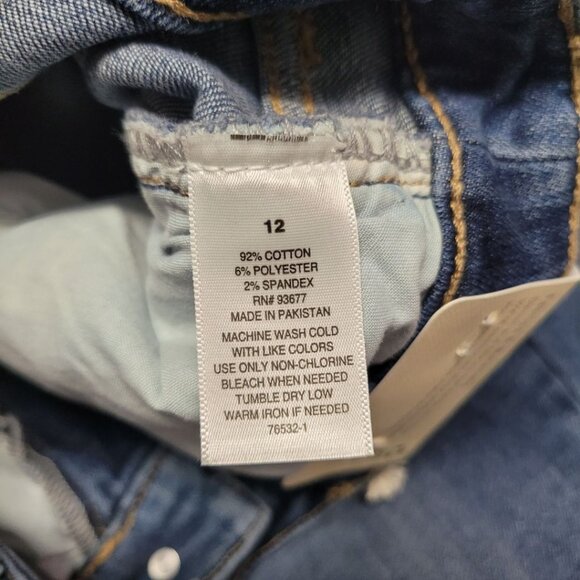 12
92% COTTON
6% POLYESTER
2% SPANDEX
RN# 93677
MADE IN PAKISTAN
MACHINE WASH COLD
WITH LIKE COLORS
USE ONLY NON-CHLORINE
BLEACH WHEN NEEDED
TUMBLE DRY LOW
WARM IRON IF NEEDED
76532-1